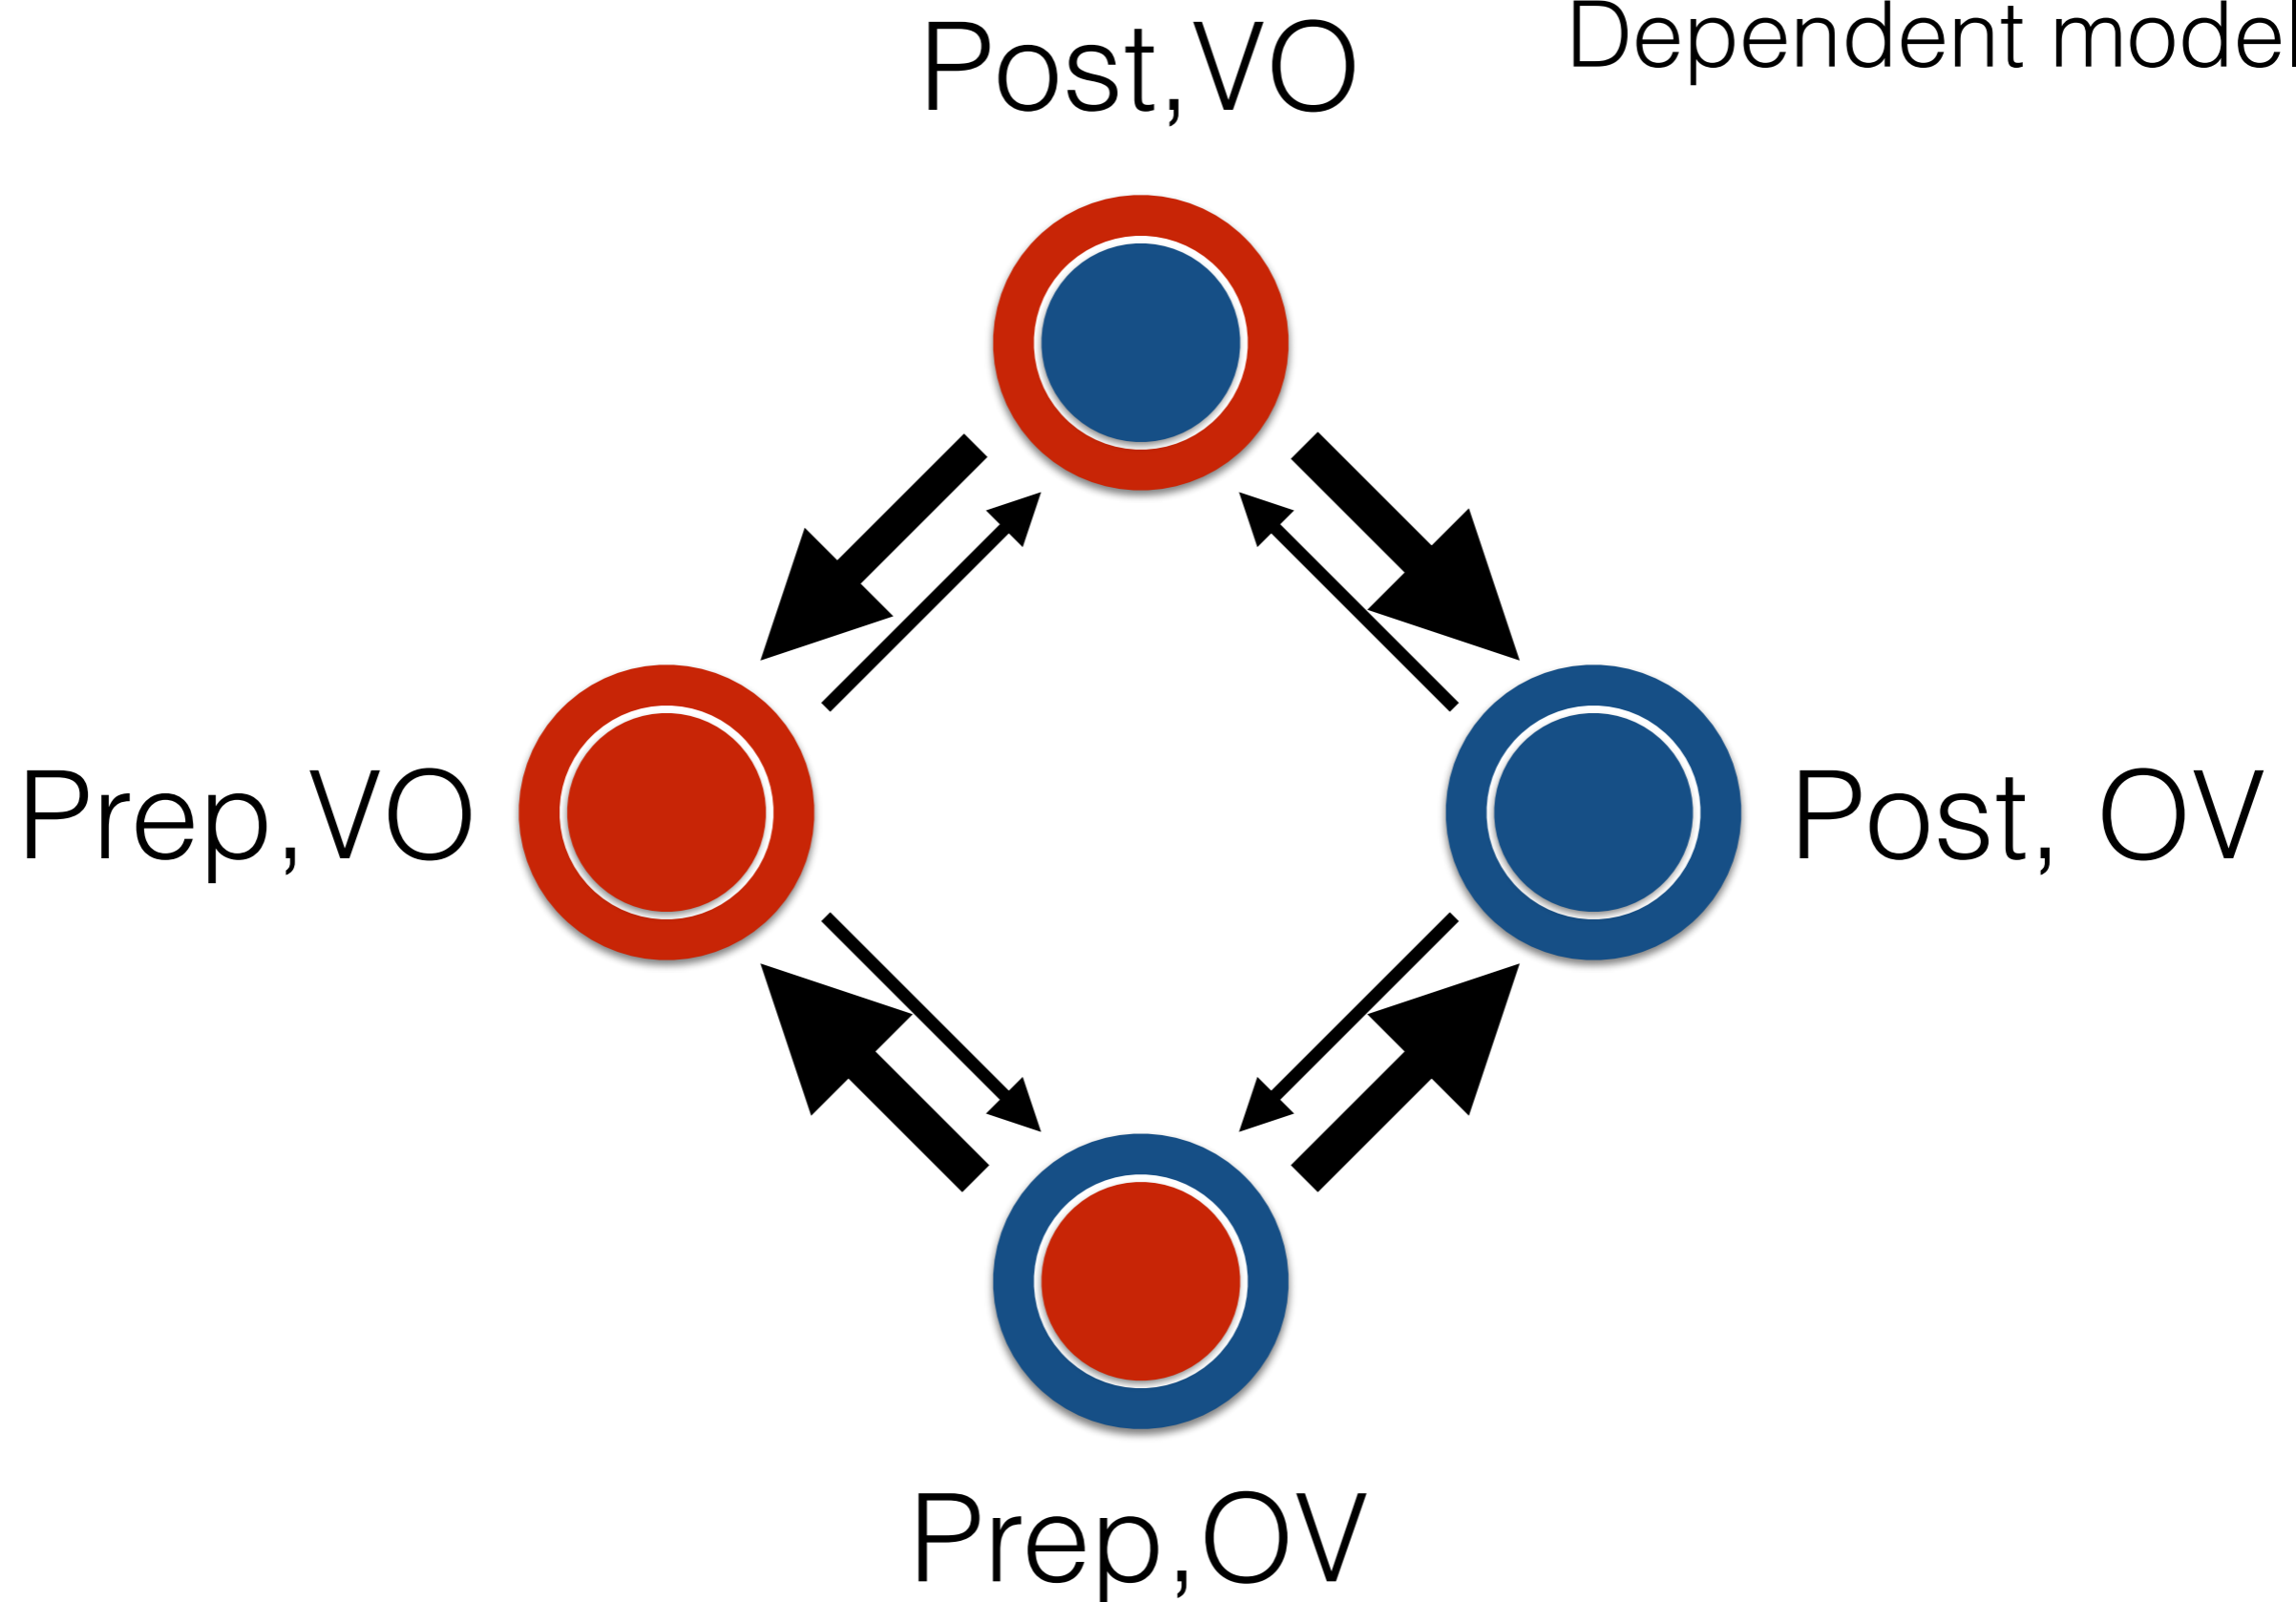 Dependent model
Post,VO
Prep,VO
Post, OV
Prep,OV